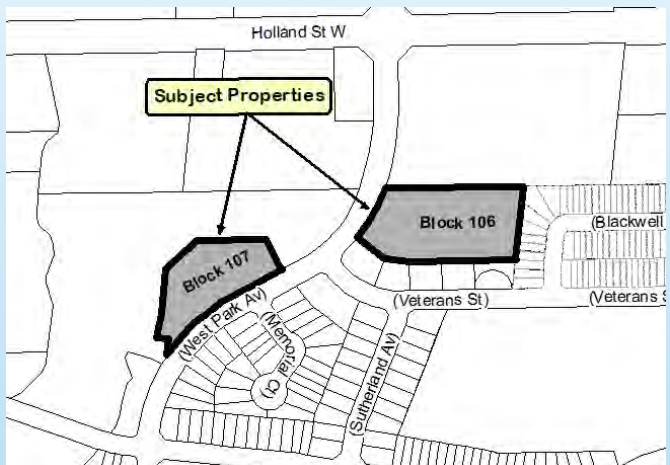 Holland St W
Subject Properties
Block 106
(Blackwell
Block 107
(Veterans St)
(Veterans S
(West Park Av)
(Memorial Ct)
(Sutherland Av)